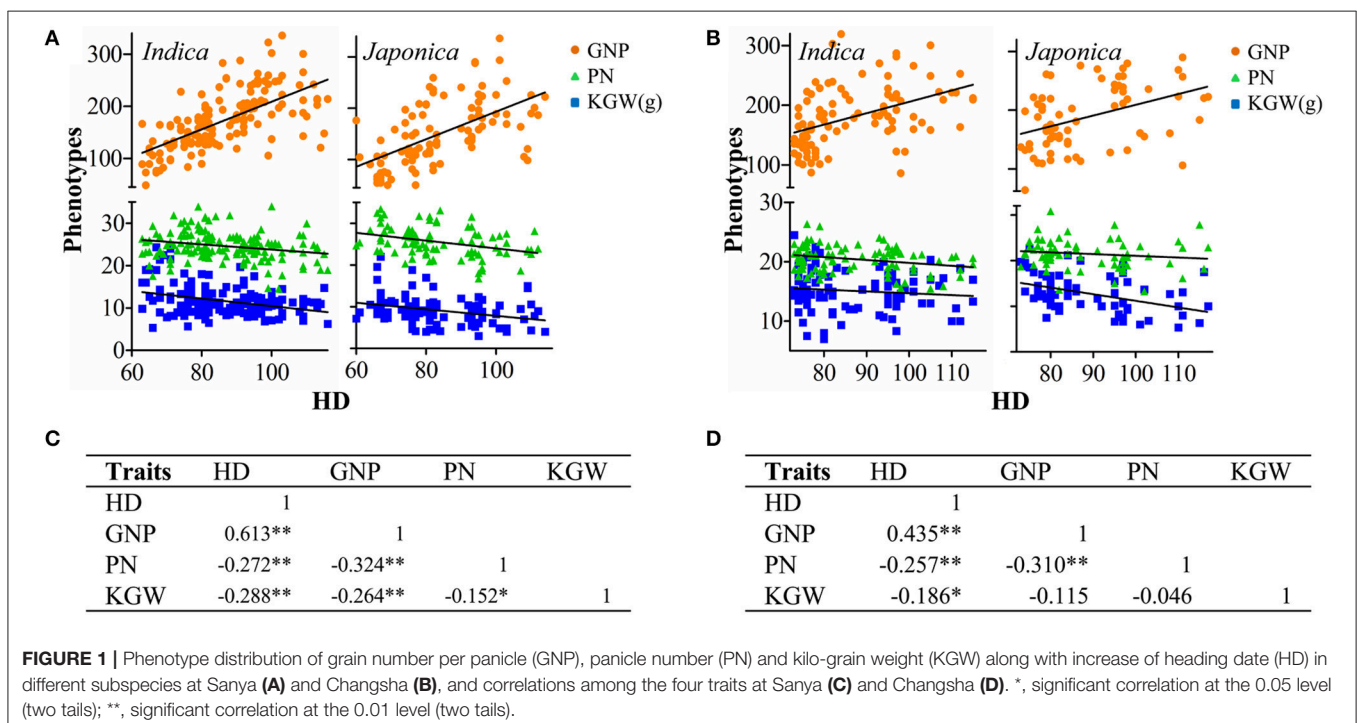 A
Indica
Japonica
GNP
PN
KGW(g)
Phenotypes
300
200
100
30
20
10
0
60
80
100
60
80
100
HD
B
Indica
Japonica
GNP
PN
KGW(g)
Phenotypes
300
200
100
30
20
10
80
90
100
110
80
90
100
110
HD
C
Traits HD GNP PN KGW
HD 1
GNP 0.613** 1
PN -0.272** -0.324** 1
KGW -0.288** -0.264** -0.152* 1
D
Traits HD GNP PN KGW
HD 1
GNP 0.435** 1
PN -0.257** -0.310** 1
KGW -0.186* -0.115 -0.046 1
FIGURE 1 | Phenotype distribution of grain number per panicle (GNP), panicle number (PN) and kilo-grain weight (KGW) along with increase of heading date (HD) in
different subspecies at Sanya (A) and Changsha (B), and correlations among the four traits at Sanya (C) and Changsha (D). *, significant correlation at the 0.05 level
(two tails); **, significant correlation at the 0.01 level (two tails).